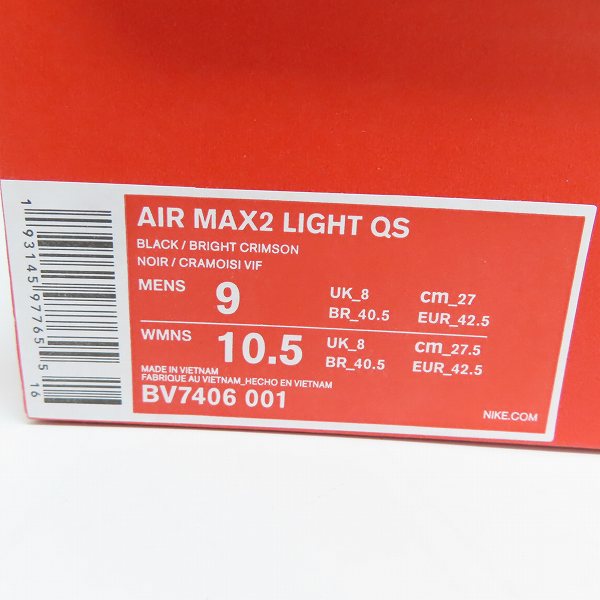 AIR MAX2 LIGHT QS
BLACK / BRIGHT CRIMSON
NOIR / CRAMOISI VIF
MENS 9 UK_8 cm_27
BR_40.5 EUR_42.5
WMNS 10.5 UK_8 cm_27.5
BR_40.5 EUR_42.5
MADE IN VIETNAM
FABRIQUE AU VIETNAM_HECHO EN VIETNAM
BV7406 001
NIKE.COM
1 93145 97765 5 16